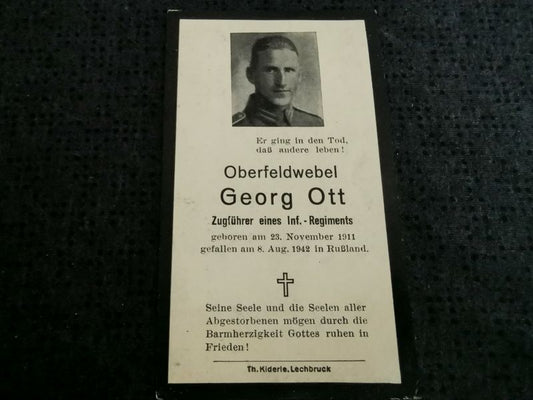 Er ging in den Tod,
daß andere leben!
Oberfeldwebel
Georg Ott
Zugführer eines Inf.-Regiments
geboren am 23. November 1911
gefallen am 8. Aug. 1942 in Rußland.
Seine Seele und die Seelen aller
Abgestorbenen mögen durch die
Barmherzigkeit Gottes ruhen in
Frieden!
Th. Kiderle, Lechbruck